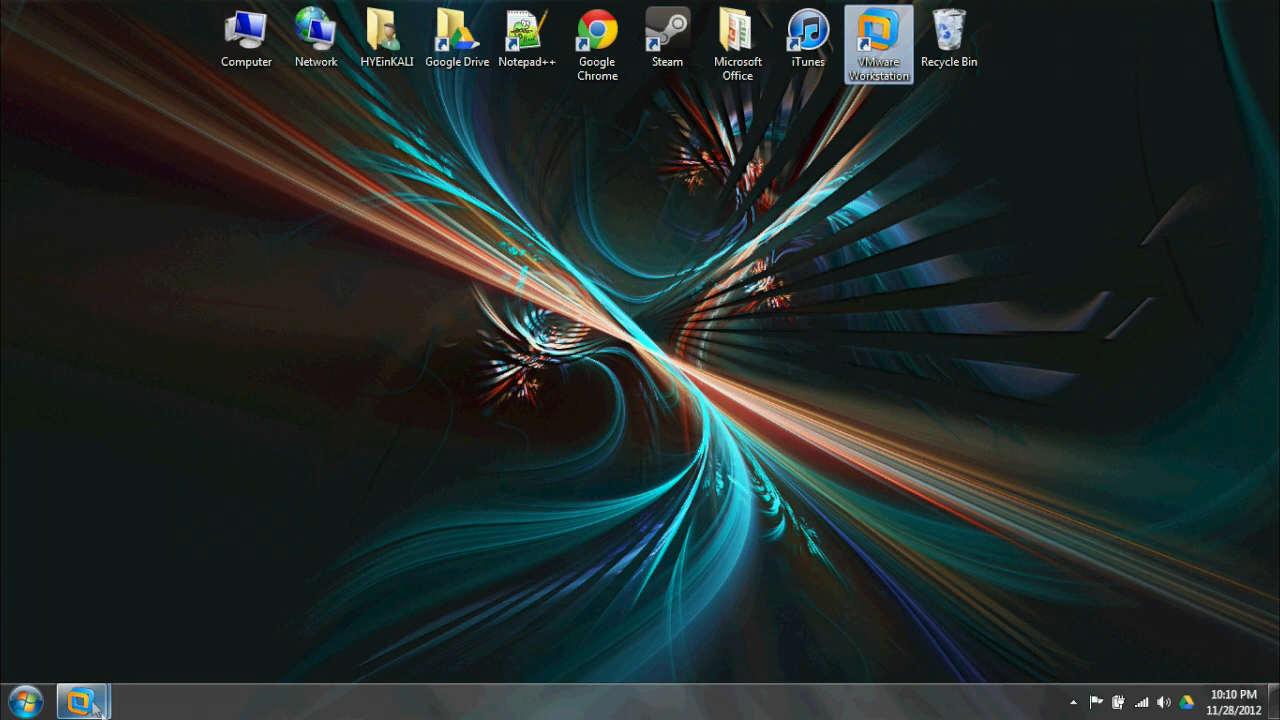 Computer
Network
HYEinKALI
Google Drive
Notepad++
Google
Chrome
Steam
Microsoft
Office
iTunes
VMware
Workstation
Recycle Bin
10:10 PM
11/28/2012